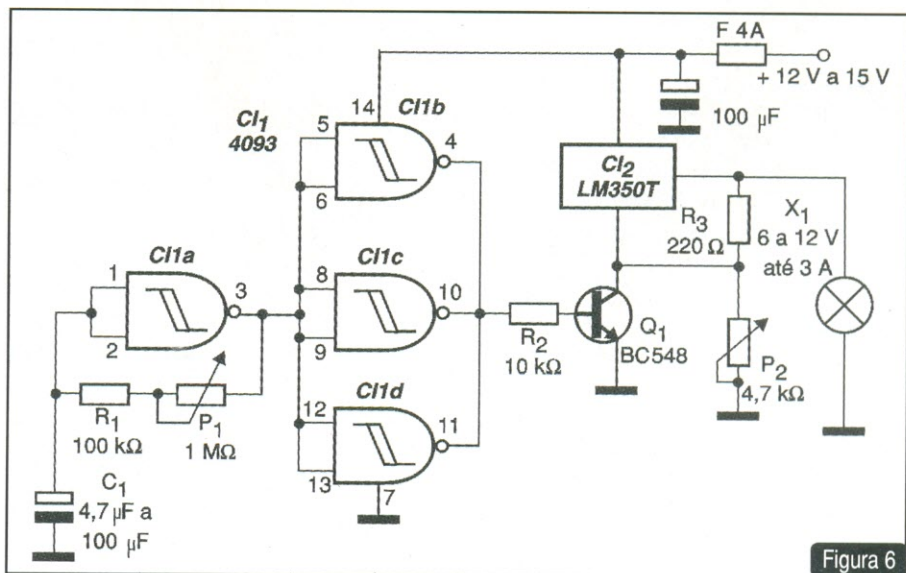 F 4A
+ 12 V a 15 V
100 µF
CI1
4093
14
CI1b
5
4
6
CI2
LM350T
R3
220 Ω
X1
6 a 12 V
até 3 A
CI1a
1
3
2
CI1c
8
10
9
R2
10 kΩ
Q1
BC548
P2
4,7 kΩ
R1
100 kΩ
P1
1 MΩ
CI1d
12
11
13
7
C1
4,7 µF a
100 µF
Figura 6